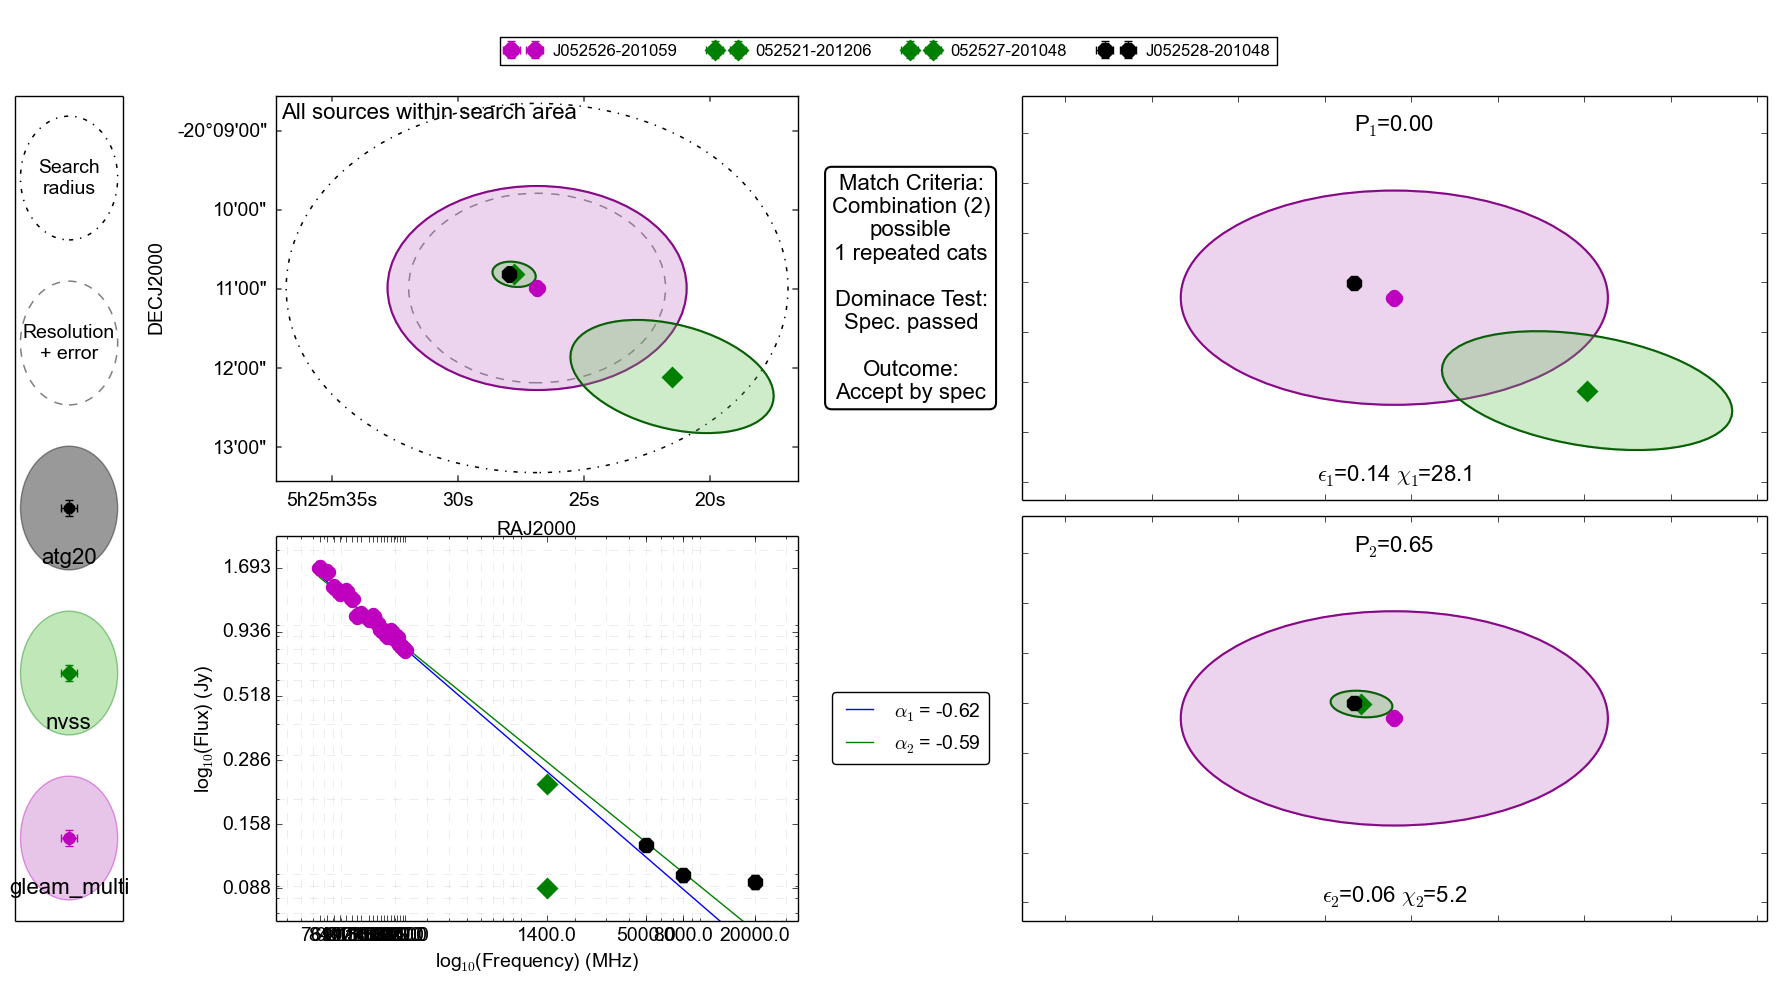 J052526-201059
052521-201206
052527-201048
J052528-201048
Search
radius
Resolution
+ error
atg20
nvss
gleam_multi
All sources within search area
DECJ2000
-20°09'00"
10'00"
11'00"
12'00"
13'00"
5h25m35s
30s
25s
20s
RAJ2000
Match Criteria:
Combination (2)
possible
1 repeated cats
Dominace Test:
Spec. passed
Outcome:
Accept by spec
P1=0.00
ϵ1=0.14 χ1=28.1
log10(Flux) (Jy)
1.693
0.936
0.518
0.286
0.158
0.088
1400.0
5000.0
8000.0
20000.0
log10(Frequency) (MHz)
α1 = -0.62
α2 = -0.59
P2=0.65
ϵ2=0.06 χ2=5.2